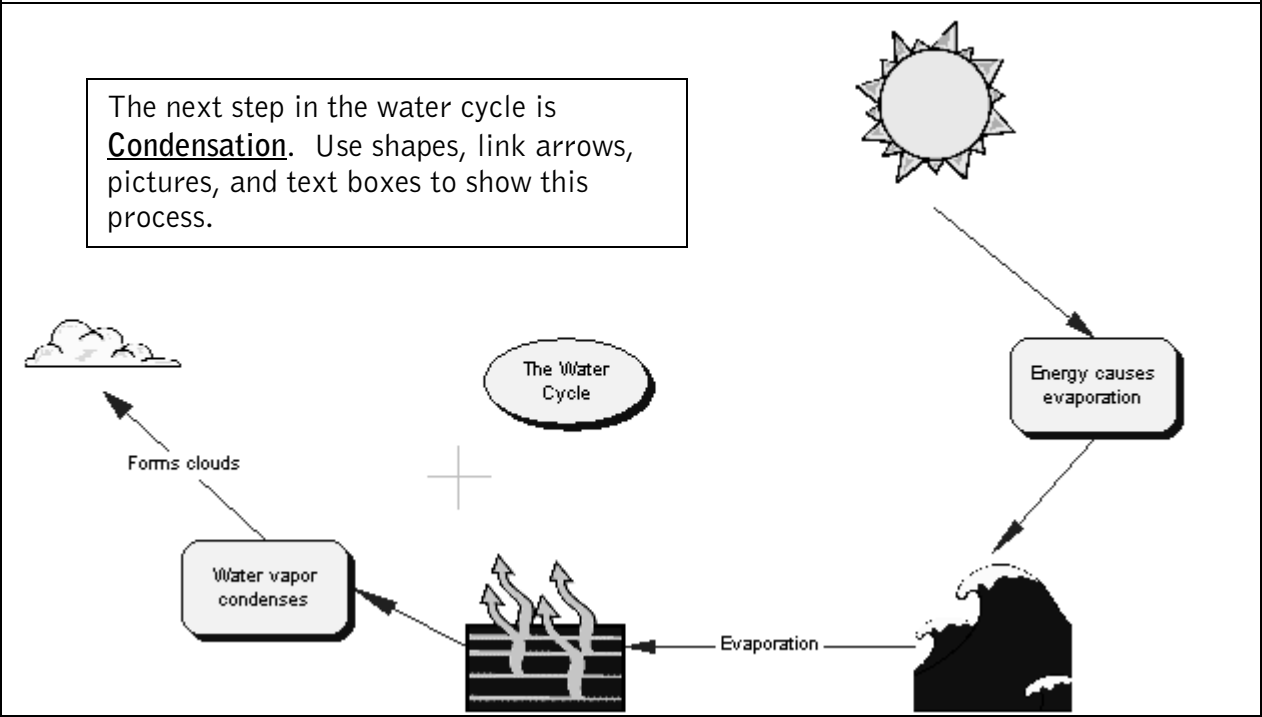 The next step in the water cycle is
Condensation. Use shapes, link arrows,
pictures, and text boxes to show this
process.
The Water
Cycle
Energy causes
evaporation
Forms clouds
Water vapor
condenses
Evaporation